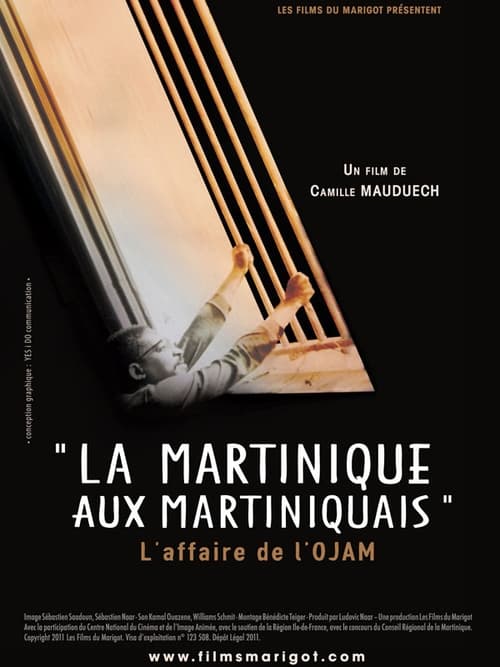 LES FILMS DU MARIGOT PRÉSENTENT
UN FILM DE
CAMILLE MAUDUECH
• conception graphique : YES i DO communication •
" LA MARTINIQUE
AUX MARTINIQUAIS "
L'affaire de l'OJAM
Image Sébastien Saadoun, Sébastien Naar - Son Kamal Ouazene, Williams Schmit - Montage Bénédicte Teiger - Produit par Ludovic Naar – Une production Les Films du Marigot
Avec la participation du Centre National du Cinéma et de l'Image Animée, avec le soutien de la Région Ile-de-France, avec le concours du Conseil Régional de la Martinique.
Copyright 2011 Les Films du Marigot. Visa d'exploitation n° 123 508. Dépôt Légal 2011.
www.filmsmarigot.com